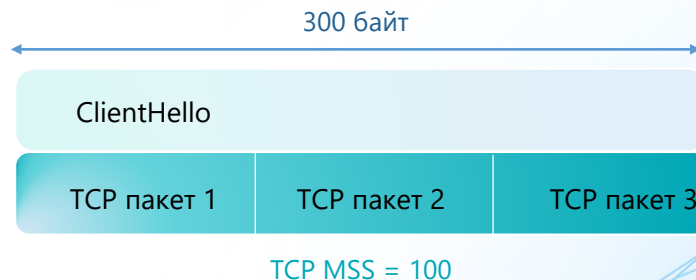 300 байт
ClientHello
TCP пакет 1 TCP пакет 2 TCP пакет 3
TCP MSS = 100